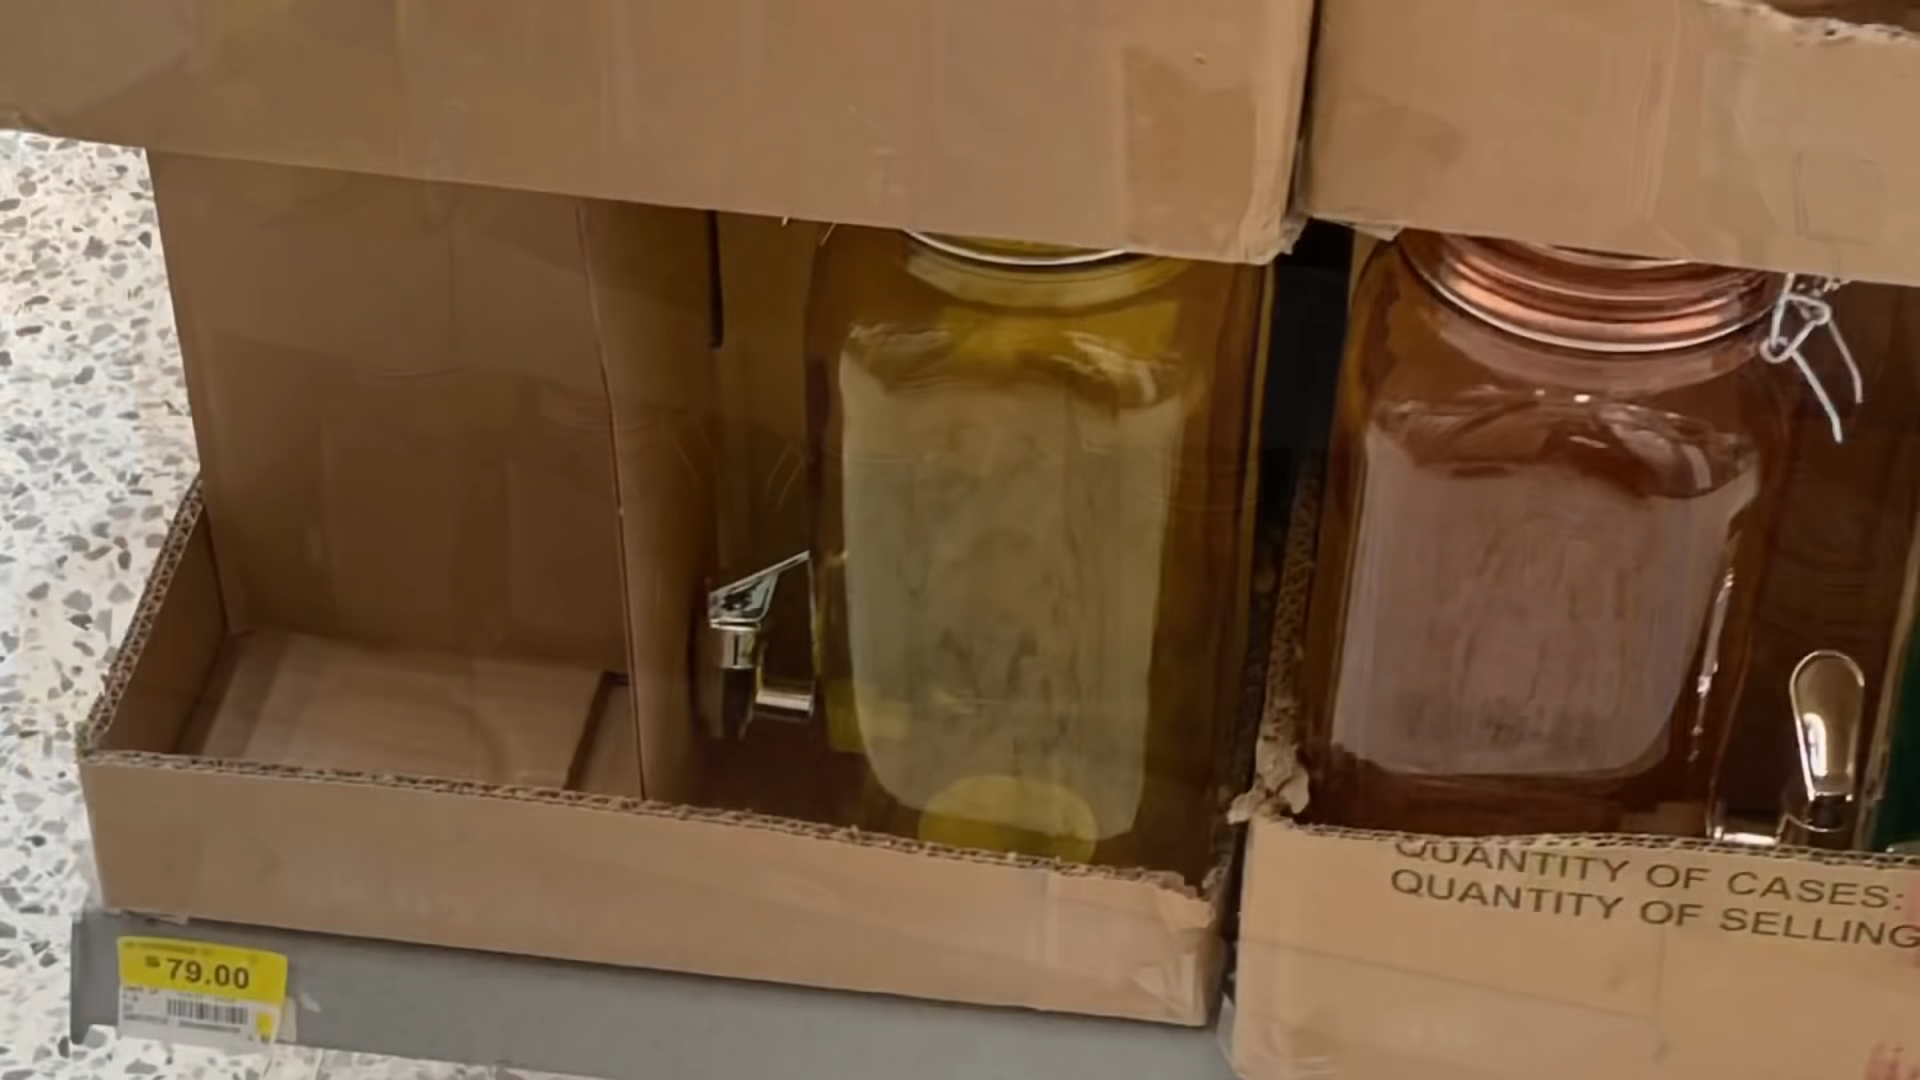 $79.00
QUANTITY OF CASES:
QUANTITY OF SELLING